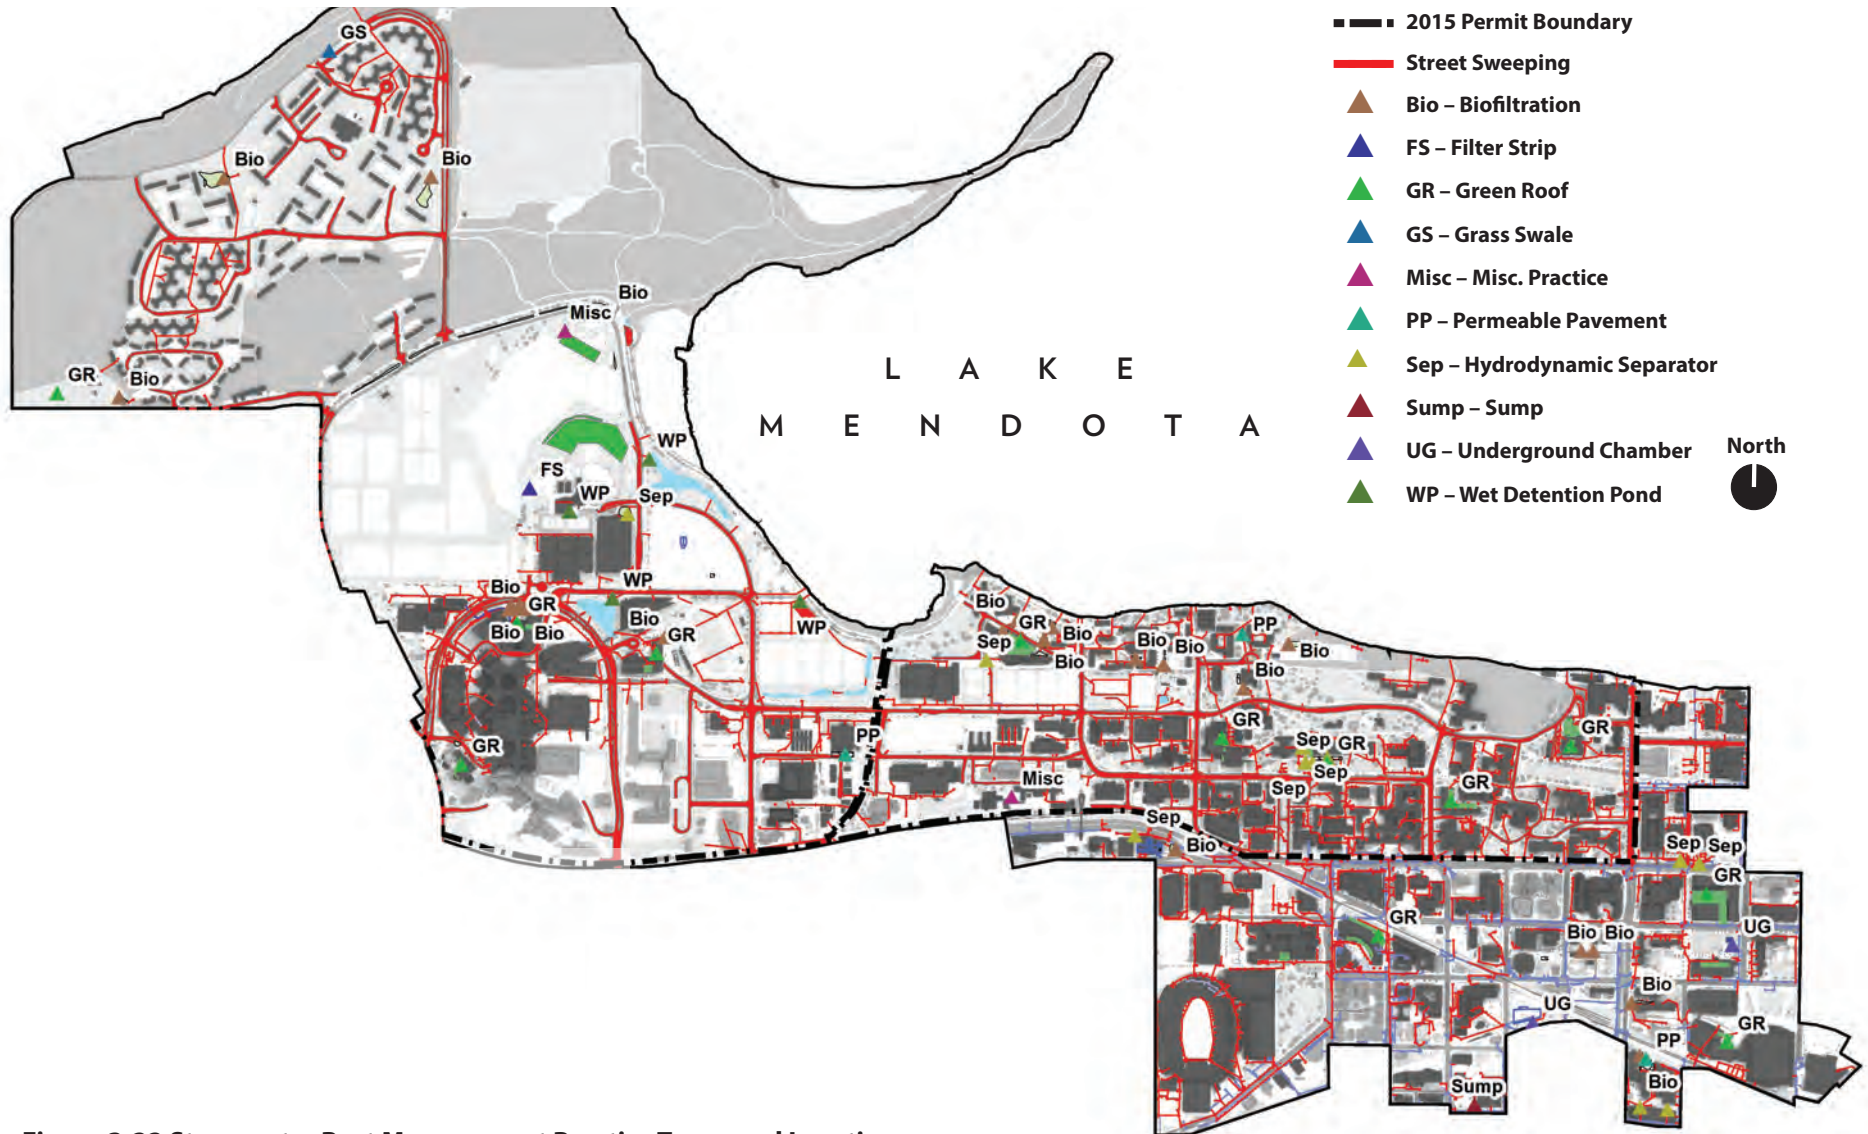 2015 Permit Boundary
Street Sweeping
Bio – Biofiltration
FS – Filter Strip
GR – Green Roof
GS – Grass Swale
Misc – Misc. Practice
PP – Permeable Pavement
Sep – Hydrodynamic Separator
Sump – Sump
UG – Underground Chamber
WP – Wet Detention Pond
North
LAKE
MENDOTA
GS
Bio
Bio
GR
Bio
Bio
Misc
WP
FS
WP
Sep
Bio
GR
WP
Bio
Bio
Bio
GR
WP
GR
PP
Bio
GR
Sep
Bio
Bio
Bio
Bio
PP
Bio
Bio
GR
Sep
GR
Sep
Sep
GR
GR
Misc
Sep
Bio
Sep
Sep
GR
GR
Bio
Bio
UG
Bio
UG
GR
PP
Bio
Sump